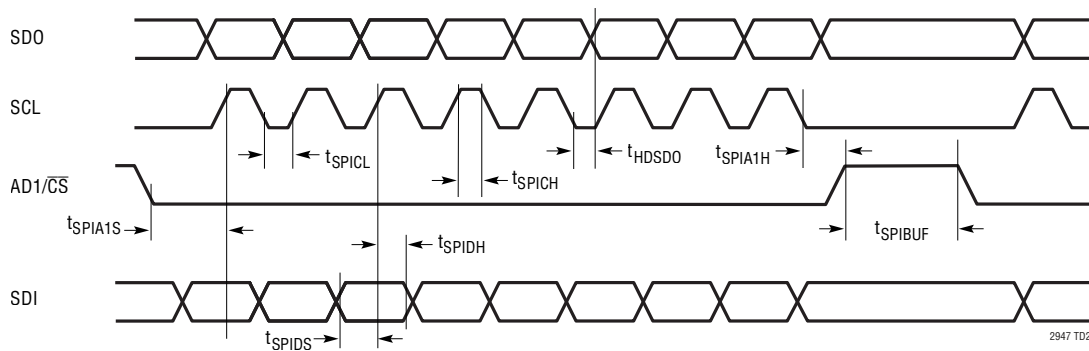 SDO
SCL
tSPICL
tSPICH
tHDSDO
tSPIA1H
AD1/CS
tSPIA1S
tSPIBUF
tSPIDH
SDI
tSPIDS
2947 TD2